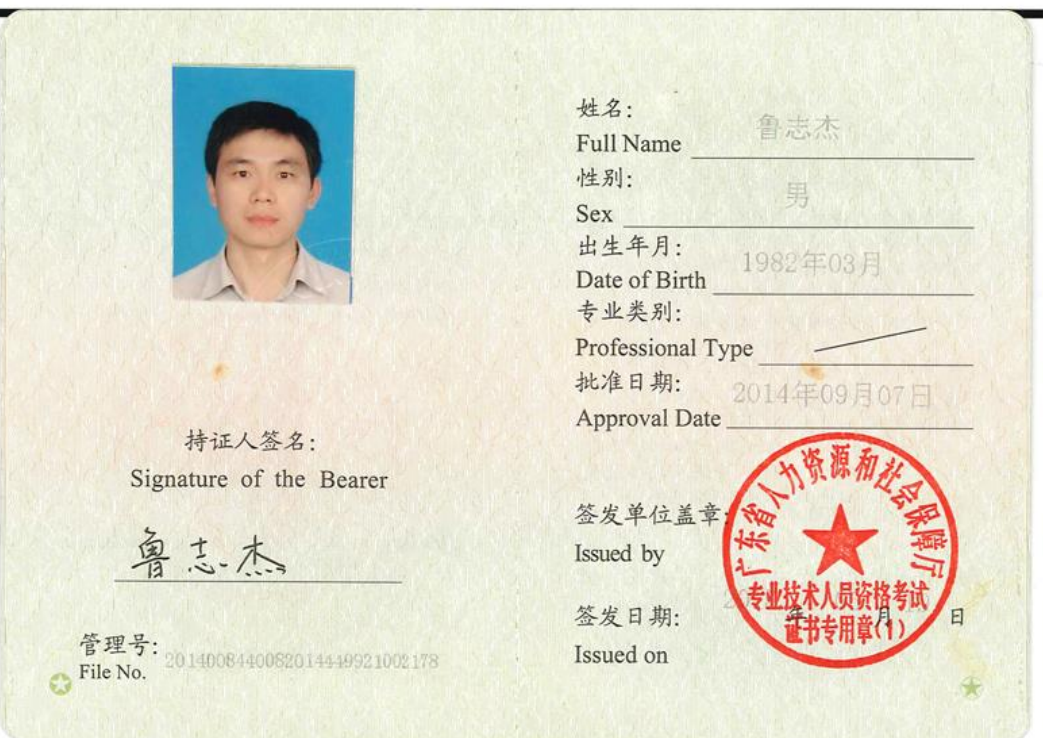 持证人签名:
Signature of the Bearer
鲁志杰
管理号:
File No.
姓名:
鲁志杰
Full Name
性别:
男
Sex
出生年月:
1982年03月
Date of Birth
专业类别:
Professional Type
批准日期:
2014年09月07日
Approval Date
签发单位盖章:
Issued by
广东省人力资源和社会保障厅
专业技术人员资格考试
证书专用章(1)
签发日期: 年 月 日
Issued on